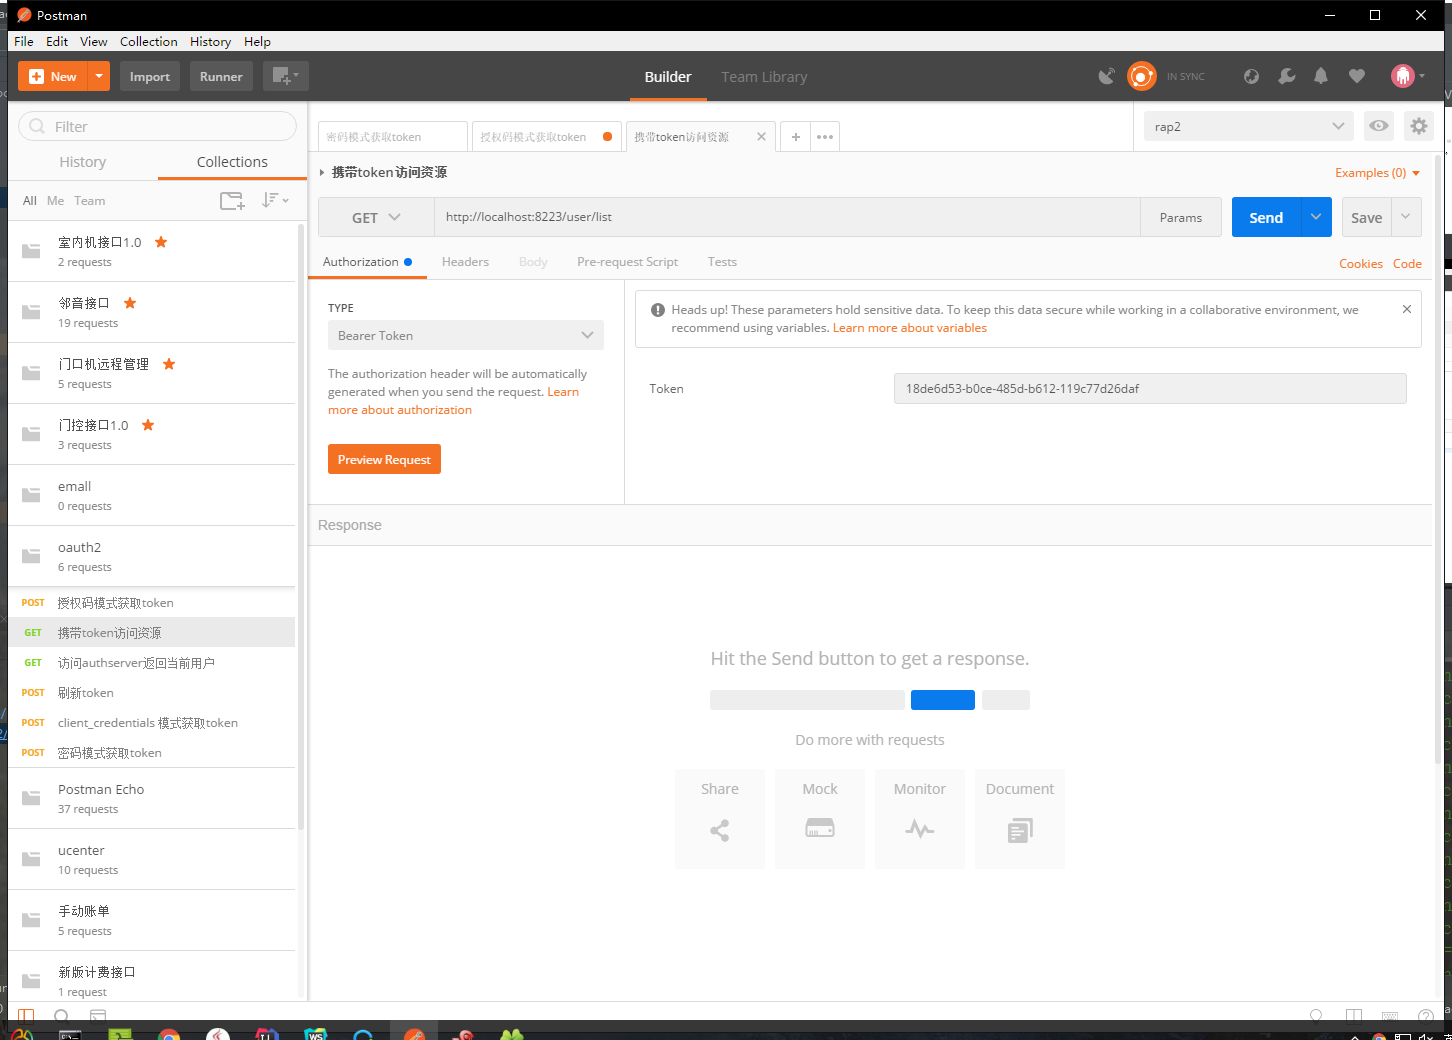 Postman
File Edit View Collection History Help
New Import Runner Builder Team Library IN SYNC
Filter
History Collections
All Me Team
室内机接口1.0
2 requests
邻音接口
19 requests
门口机远程管理
5 requests
门控接口1.0
3 requests
emall
0 requests
oauth2
6 requests
POST 授权码模式获取token
GET 携带token访问资源
GET 访问authserver返回当前用户
POST 刷新token
POST client_credentials 模式获取token
POST 密码模式获取token
Postman Echo
37 requests
ucenter
10 requests
手动账单
5 requests
新版计费接口
1 request
密码模式获取token 授权码模式获取token 携带token访问资源
rap2
携带token访问资源
Examples (0)
GET http://localhost:8223/user/list Params Send Save
Authorization Headers Body Pre-request Script Tests
Cookies Code
TYPE
Bearer Token
The authorization header will be automatically
generated when you send the request. Learn
more about authorization
Preview Request
Heads up! These parameters hold sensitive data. To keep this data secure while working in a collaborative environment, we
recommend using variables. Learn more about variables
Token 18de6d53-b0ce-485d-b612-119c77d26daf
Response
Hit the Send button to get a response.
Do more with requests
Share Mock Monitor Document